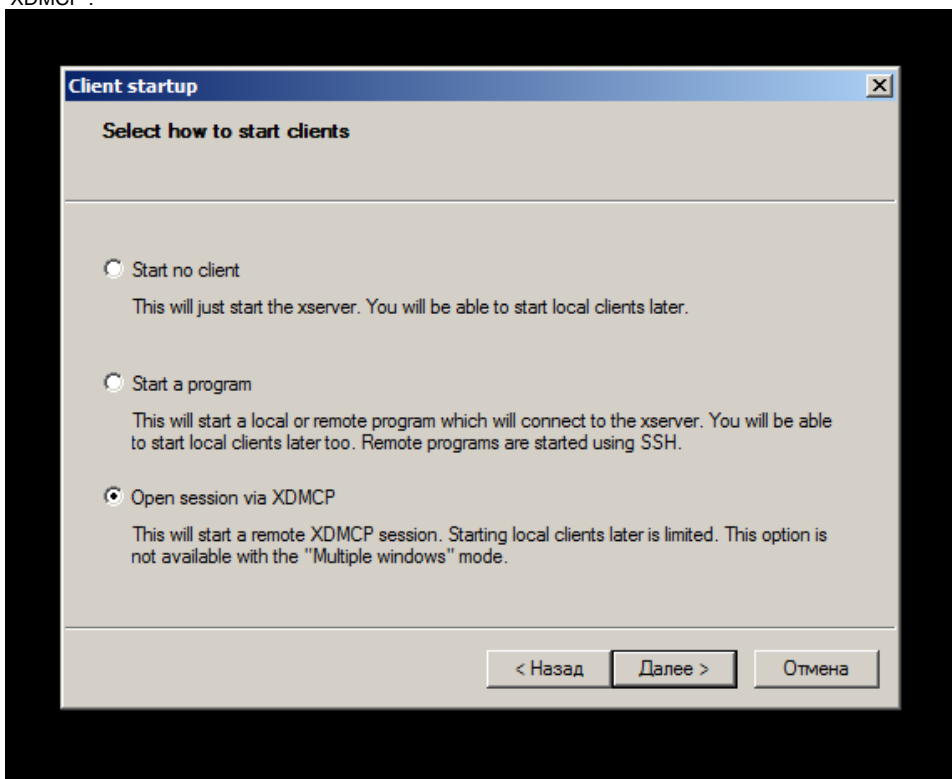 XDMCP".
Client startup
Select how to start clients
Start no client
This will just start the xserver. You will be able to start local clients later.
Start a program
This will start a local or remote program which will connect to the xserver. You will be able
to start local clients later too. Remote programs are started using SSH.
Open session via XDMCP
This will start a remote XDMCP session. Starting local clients later is limited. This option is
not available with the "Multiple windows" mode.
< Назад
Далее >
Отмена